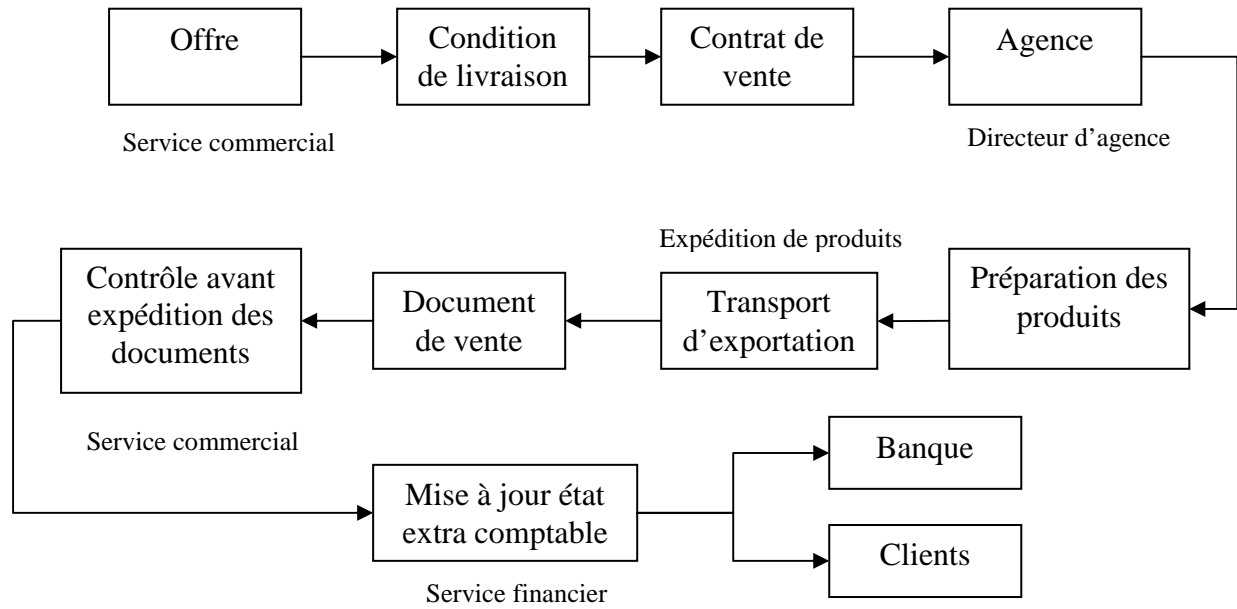 Offre
Condition
de livraison
Contrat de
vente
Agence
Service commercial
Directeur d’agence
Expédition de produits
Contrôle avant
expédition des
documents
Document
de vente
Transport
d’exportation
Préparation des
produits
Service commercial
Banque
Mise à jour état
extra comptable
Clients
Service financier